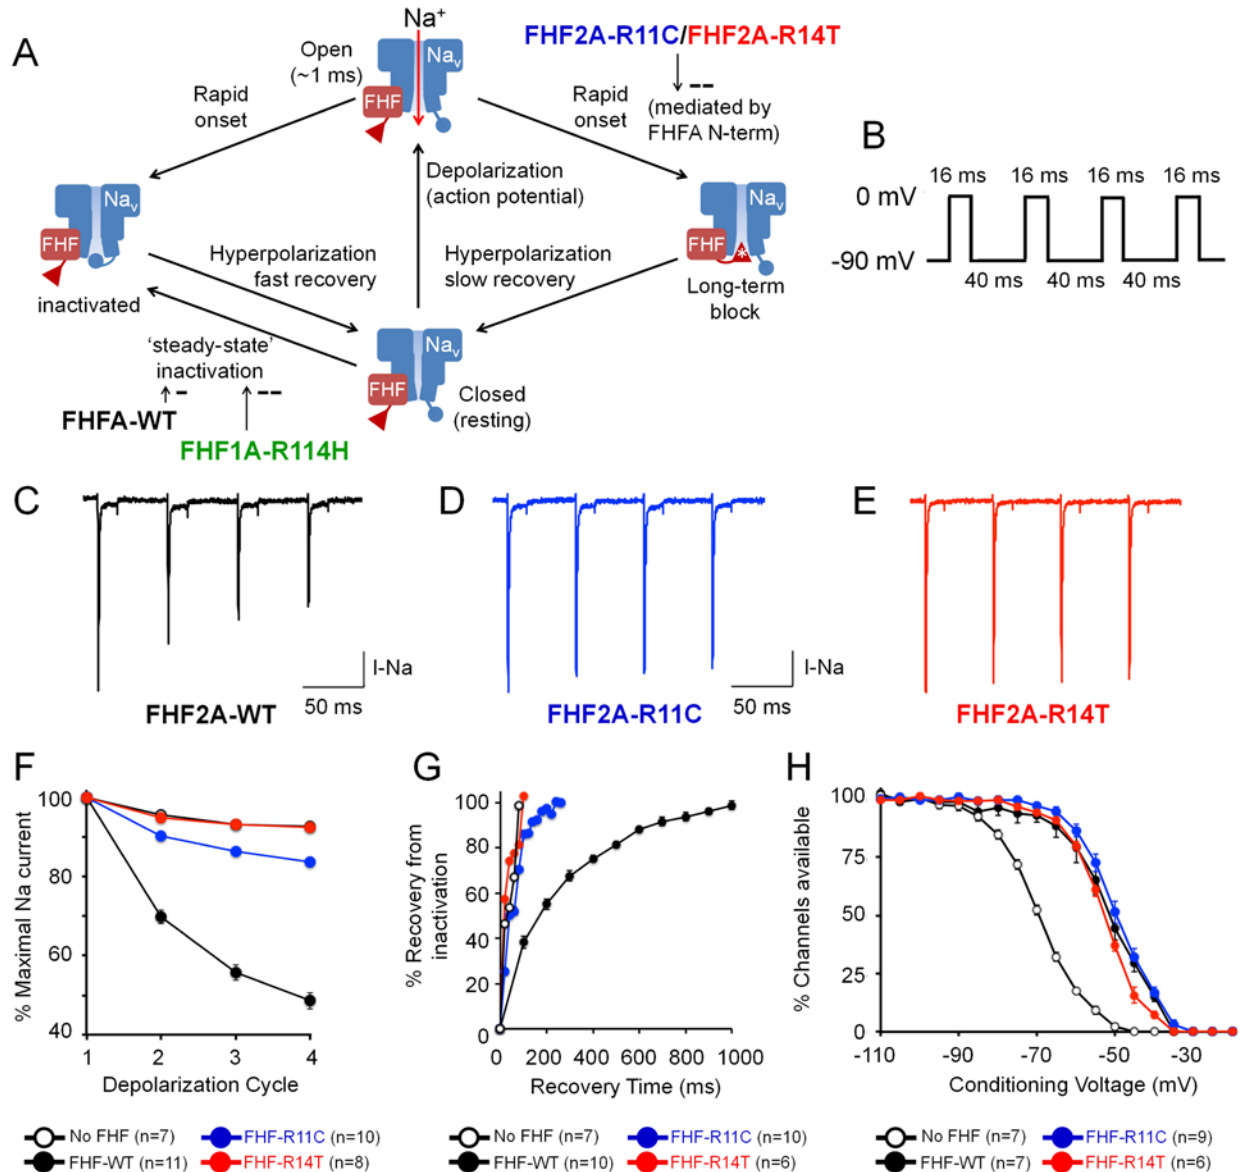 A
Na+
Open
(~1 ms)
Nav
FHF
FHF2A-R11C/FHF2A-R14T
--
(mediated by
FHFA N-term)
Rapid
onset
Rapid
onset
Depolarization
(action potential)
Nav
FHF
inactivated
Hyperpolarization
fast recovery
Hyperpolarization
slow recovery
Nav
FHF
*
Long-term
block
'steady-state'
inactivation
Nav
FHF
Closed
(resting)
-
--
FHFA-WT
FHF1A-R114H
B
16 ms 16 ms 16 ms 16 ms
0 mV
-90 mV
40 ms 40 ms 40 ms
C
I-Na
50 ms
FHF2A-WT
D
I-Na
50 ms
FHF2A-R11C
E
FHF2A-R14T
F
% Maximal Na current
100
80
60
40
1 2 3 4
Depolarization Cycle
No FHF (n=7)
FHF-R11C (n=10)
FHF-WT (n=11)
FHF-R14T (n=8)
G
% Recovery from
inactivation
100
80
60
40
20
0
0 200 400 600 800 1000
Recovery Time (ms)
No FHF (n=7)
FHF-R11C (n=10)
FHF-WT (n=10)
FHF-R14T (n=6)
H
% Channels available
100
75
50
25
0
-110 -90 -70 -50 -30
Conditioning Voltage (mV)
No FHF (n=7)
FHF-R11C (n=9)
FHF-WT (n=7)
FHF-R14T (n=6)